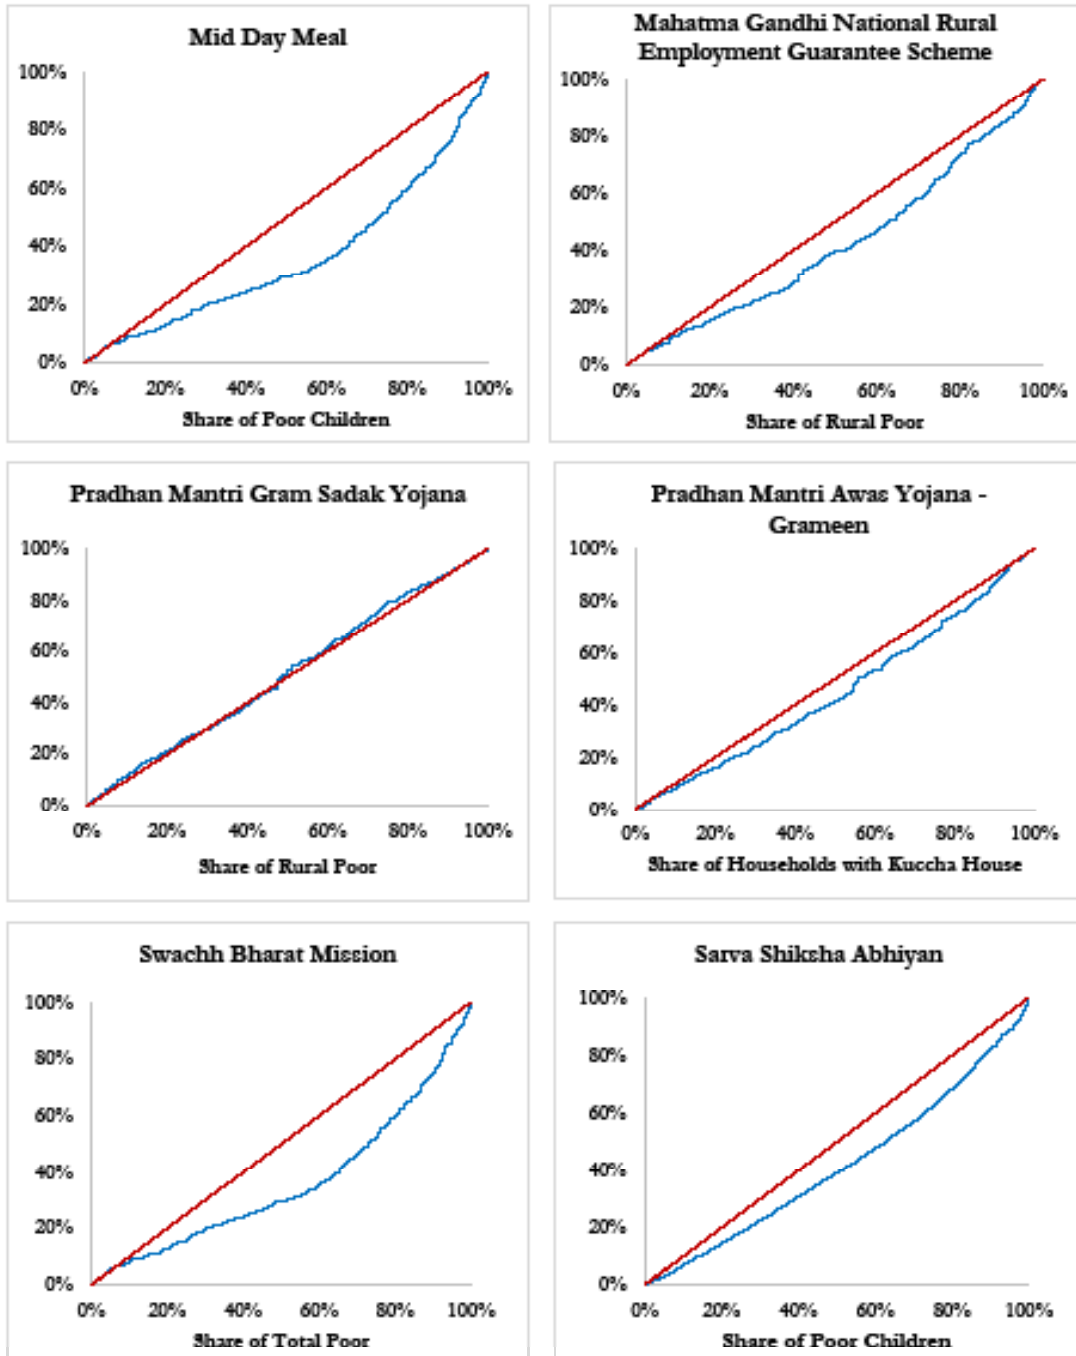 Mid Day Meal
100%
80%
60%
40%
20%
0%
0% 20% 40% 60% 80% 100%
Share of Poor Children
Mahatma Gandhi National Rural
Employment Guarantee Scheme
100%
80%
60%
40%
20%
0%
0% 20% 40% 60% 80% 100%
Share of Rural Poor
Pradhan Mantri Gram Sadak Yojana
100%
80%
60%
40%
20%
0%
0% 20% 40% 60% 80% 100%
Share of Rural Poor
Pradhan Mantri Awas Yojana -
Grameen
100%
80%
60%
40%
20%
0%
0% 20% 40% 60% 80% 100%
Share of Households with Kuccha House
Swachh Bharat Mission
100%
80%
60%
40%
20%
0%
0% 20% 40% 60% 80% 100%
Share of Total Poor
Sarva Shiksha Abhiyan
100%
80%
60%
40%
20%
0%
0% 20% 40% 60% 80% 100%
Share of Poor Children